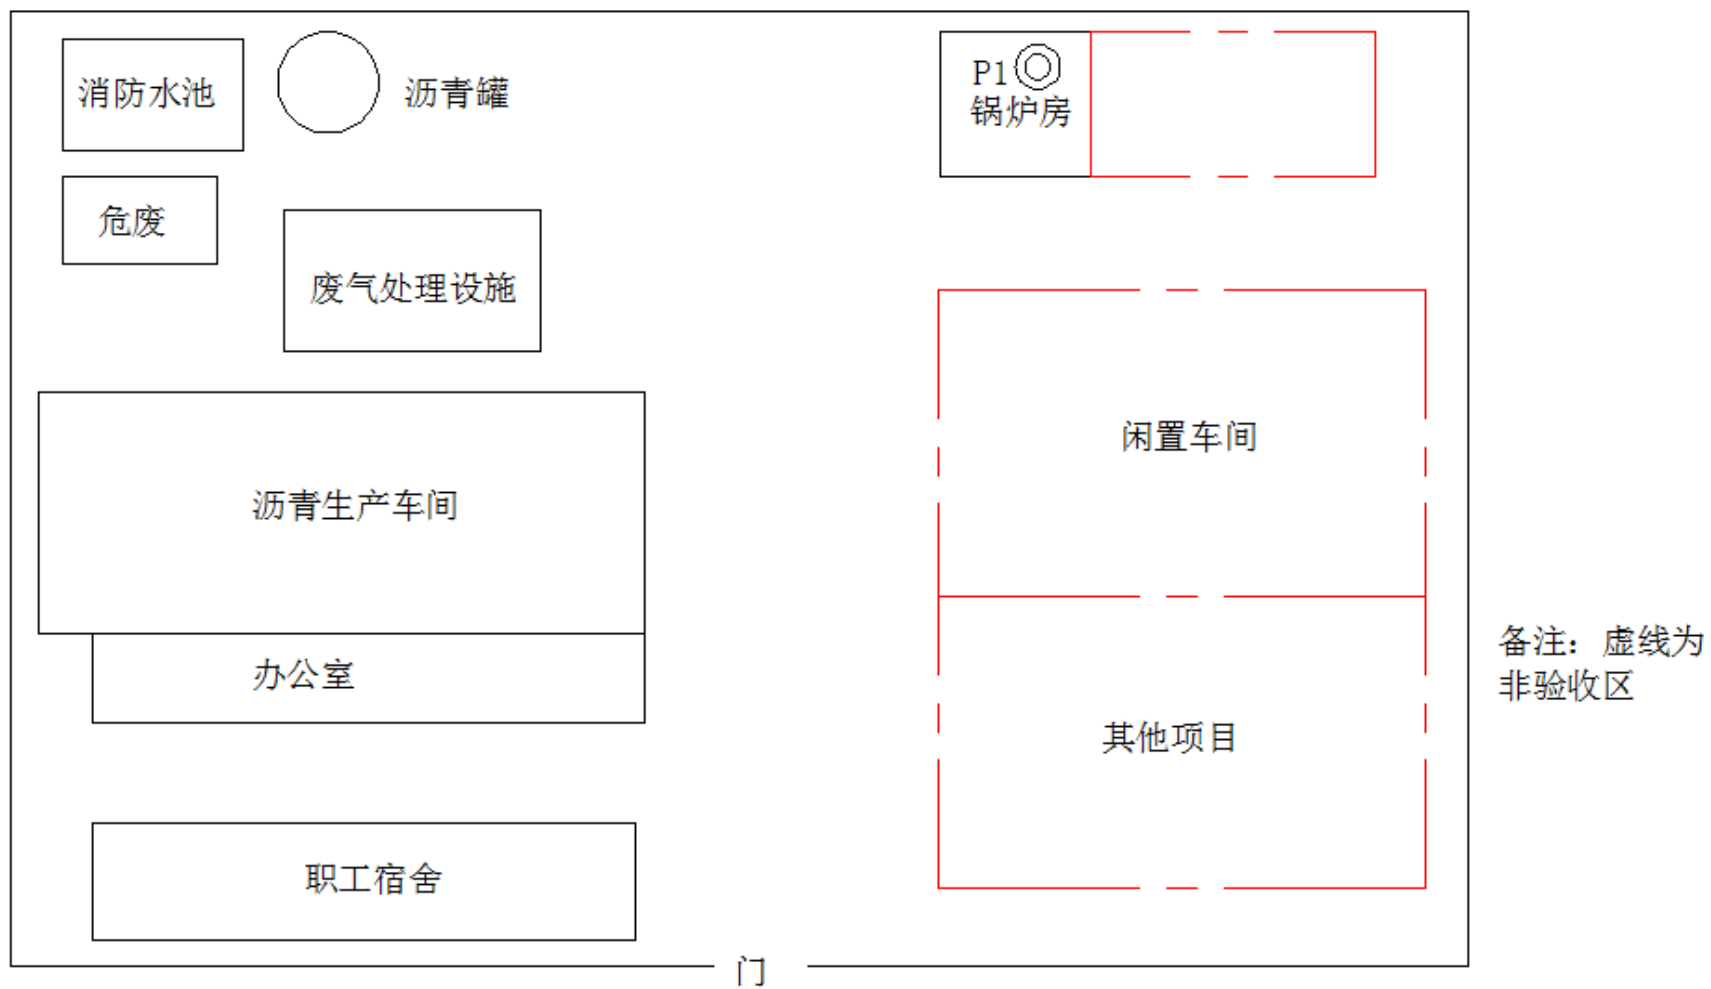 消防水池
沥青罐
P1
锅炉房
危废
废气处理设施
闲置车间
沥青生产车间
备注：虚线为
非验收区
办公室
其他项目
职工宿舍
门